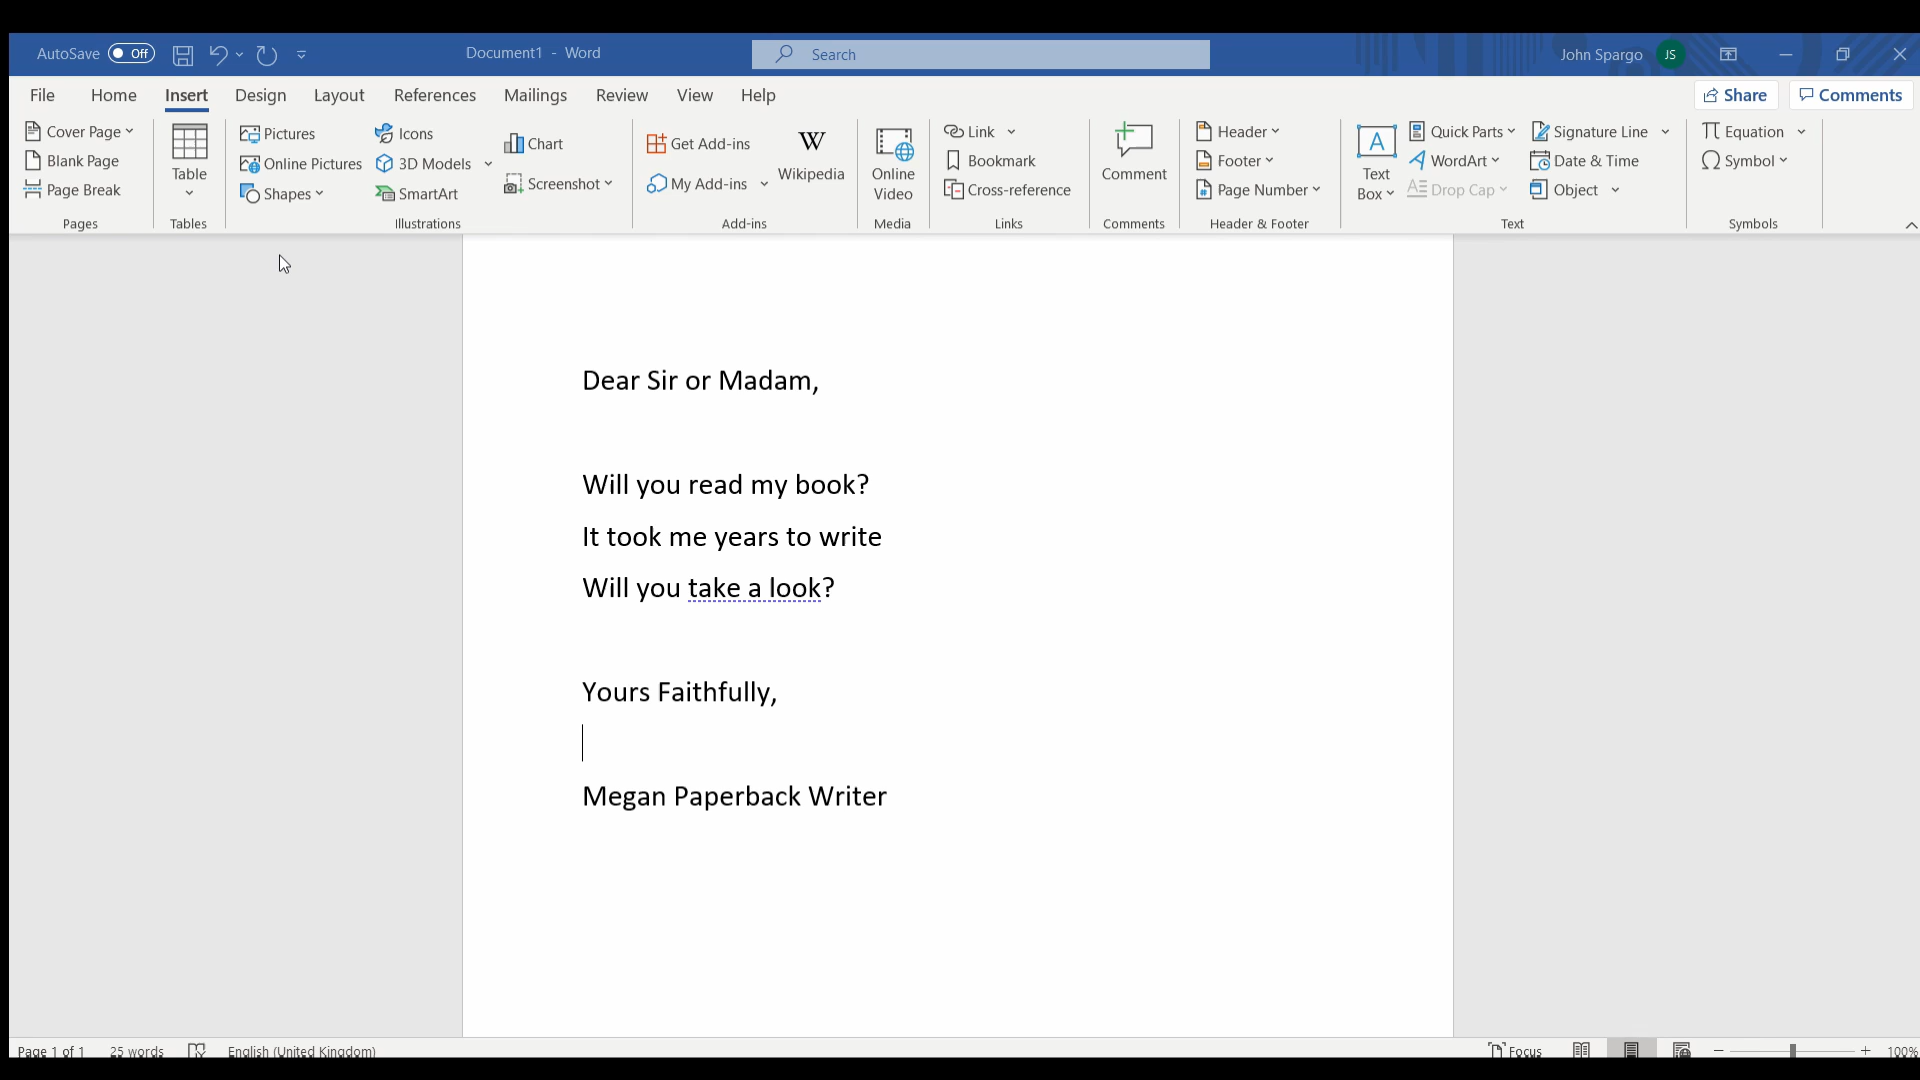 AutoSave Off Document1 - Word Search John Spargo JS
File Home Insert Design Layout References Mailings Review View Help Share Comments
Cover Page
Blank Page
Page Break
Pages
Table
Tables
Pictures
Online Pictures
Shapes
Icons
3D Models
SmartArt
Chart
Screenshot
Illustrations
Get Add-ins
My Add-ins
W
Wikipedia
Add-ins
Online
Video
Media
Link
Bookmark
Cross-reference
Links
Comment
Comments
Header
Footer
Page Number
Header & Footer
A
Text
Box
Quick Parts
WordArt
Drop Cap
Signature Line
Date & Time
Object
Text
Equation
Symbol
Symbols
Dear Sir or Madam,
Will you read my book?
It took me years to write
Will you take a look?
Yours Faithfully,
Megan Paperback Writer
Page 1 of 1 25 words English (United Kingdom) Focus 100%